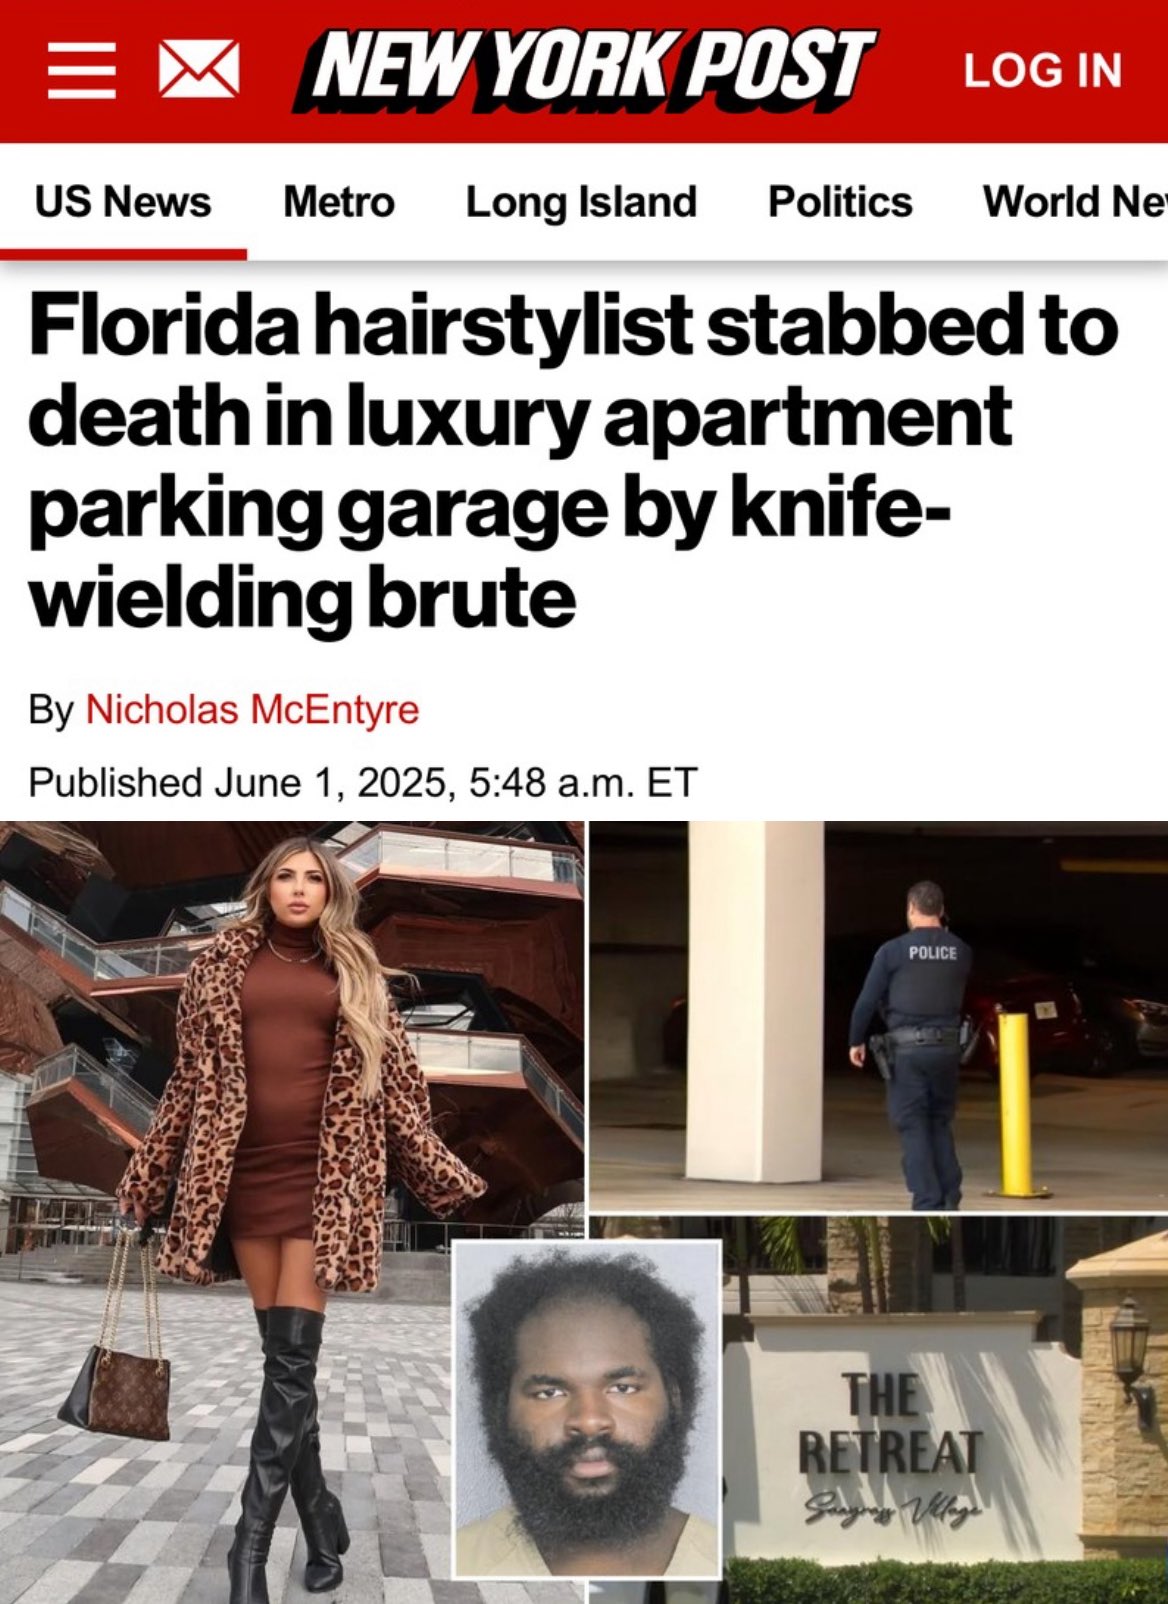 NEW YORK POST
LOG IN
US News Metro Long Island Politics World Ne
Florida hairstylist stabbed to
death in luxury apartment
parking garage by knife-
wielding brute
By Nicholas McEntyre
Published June 1, 2025, 5:48 a.m. ET
POLICE
THE
RETREAT
Seagrass Village